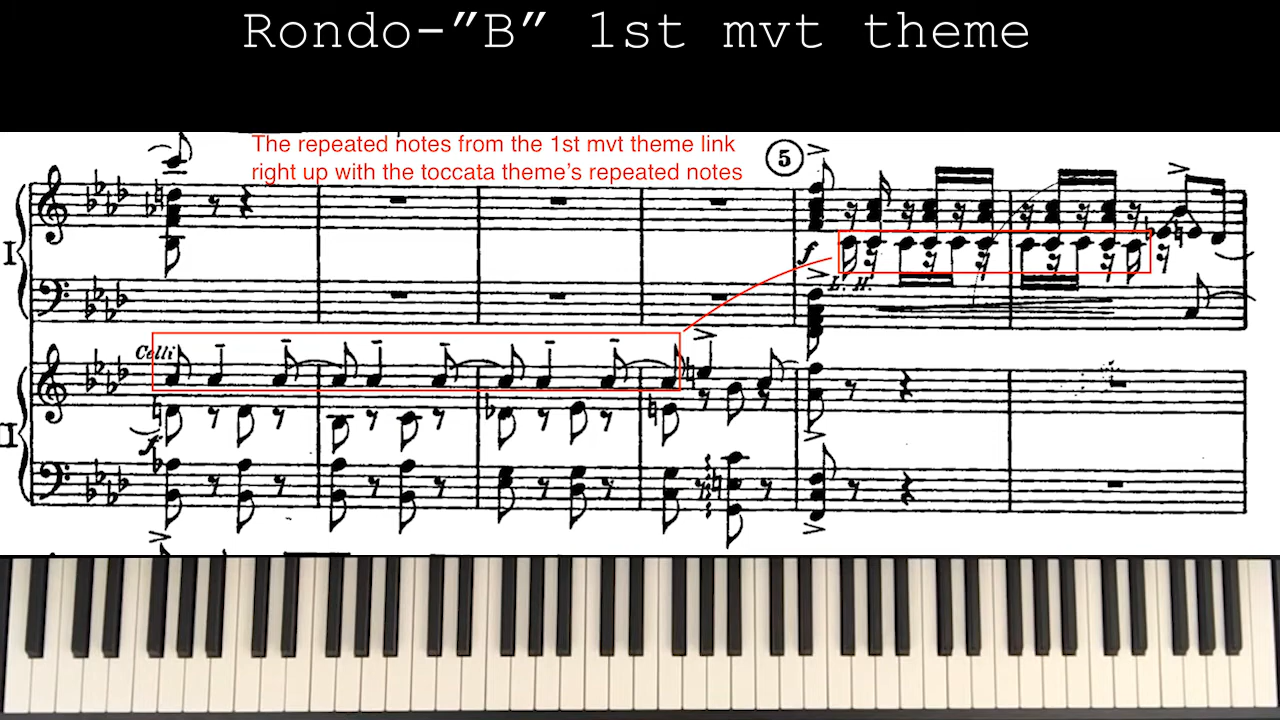 Rondo-”B” 1st mvt theme
The repeated notes from the 1st mvt theme link
right up with the toccata theme’s repeated notes
5
I
f
L. H.
Celli
II
f